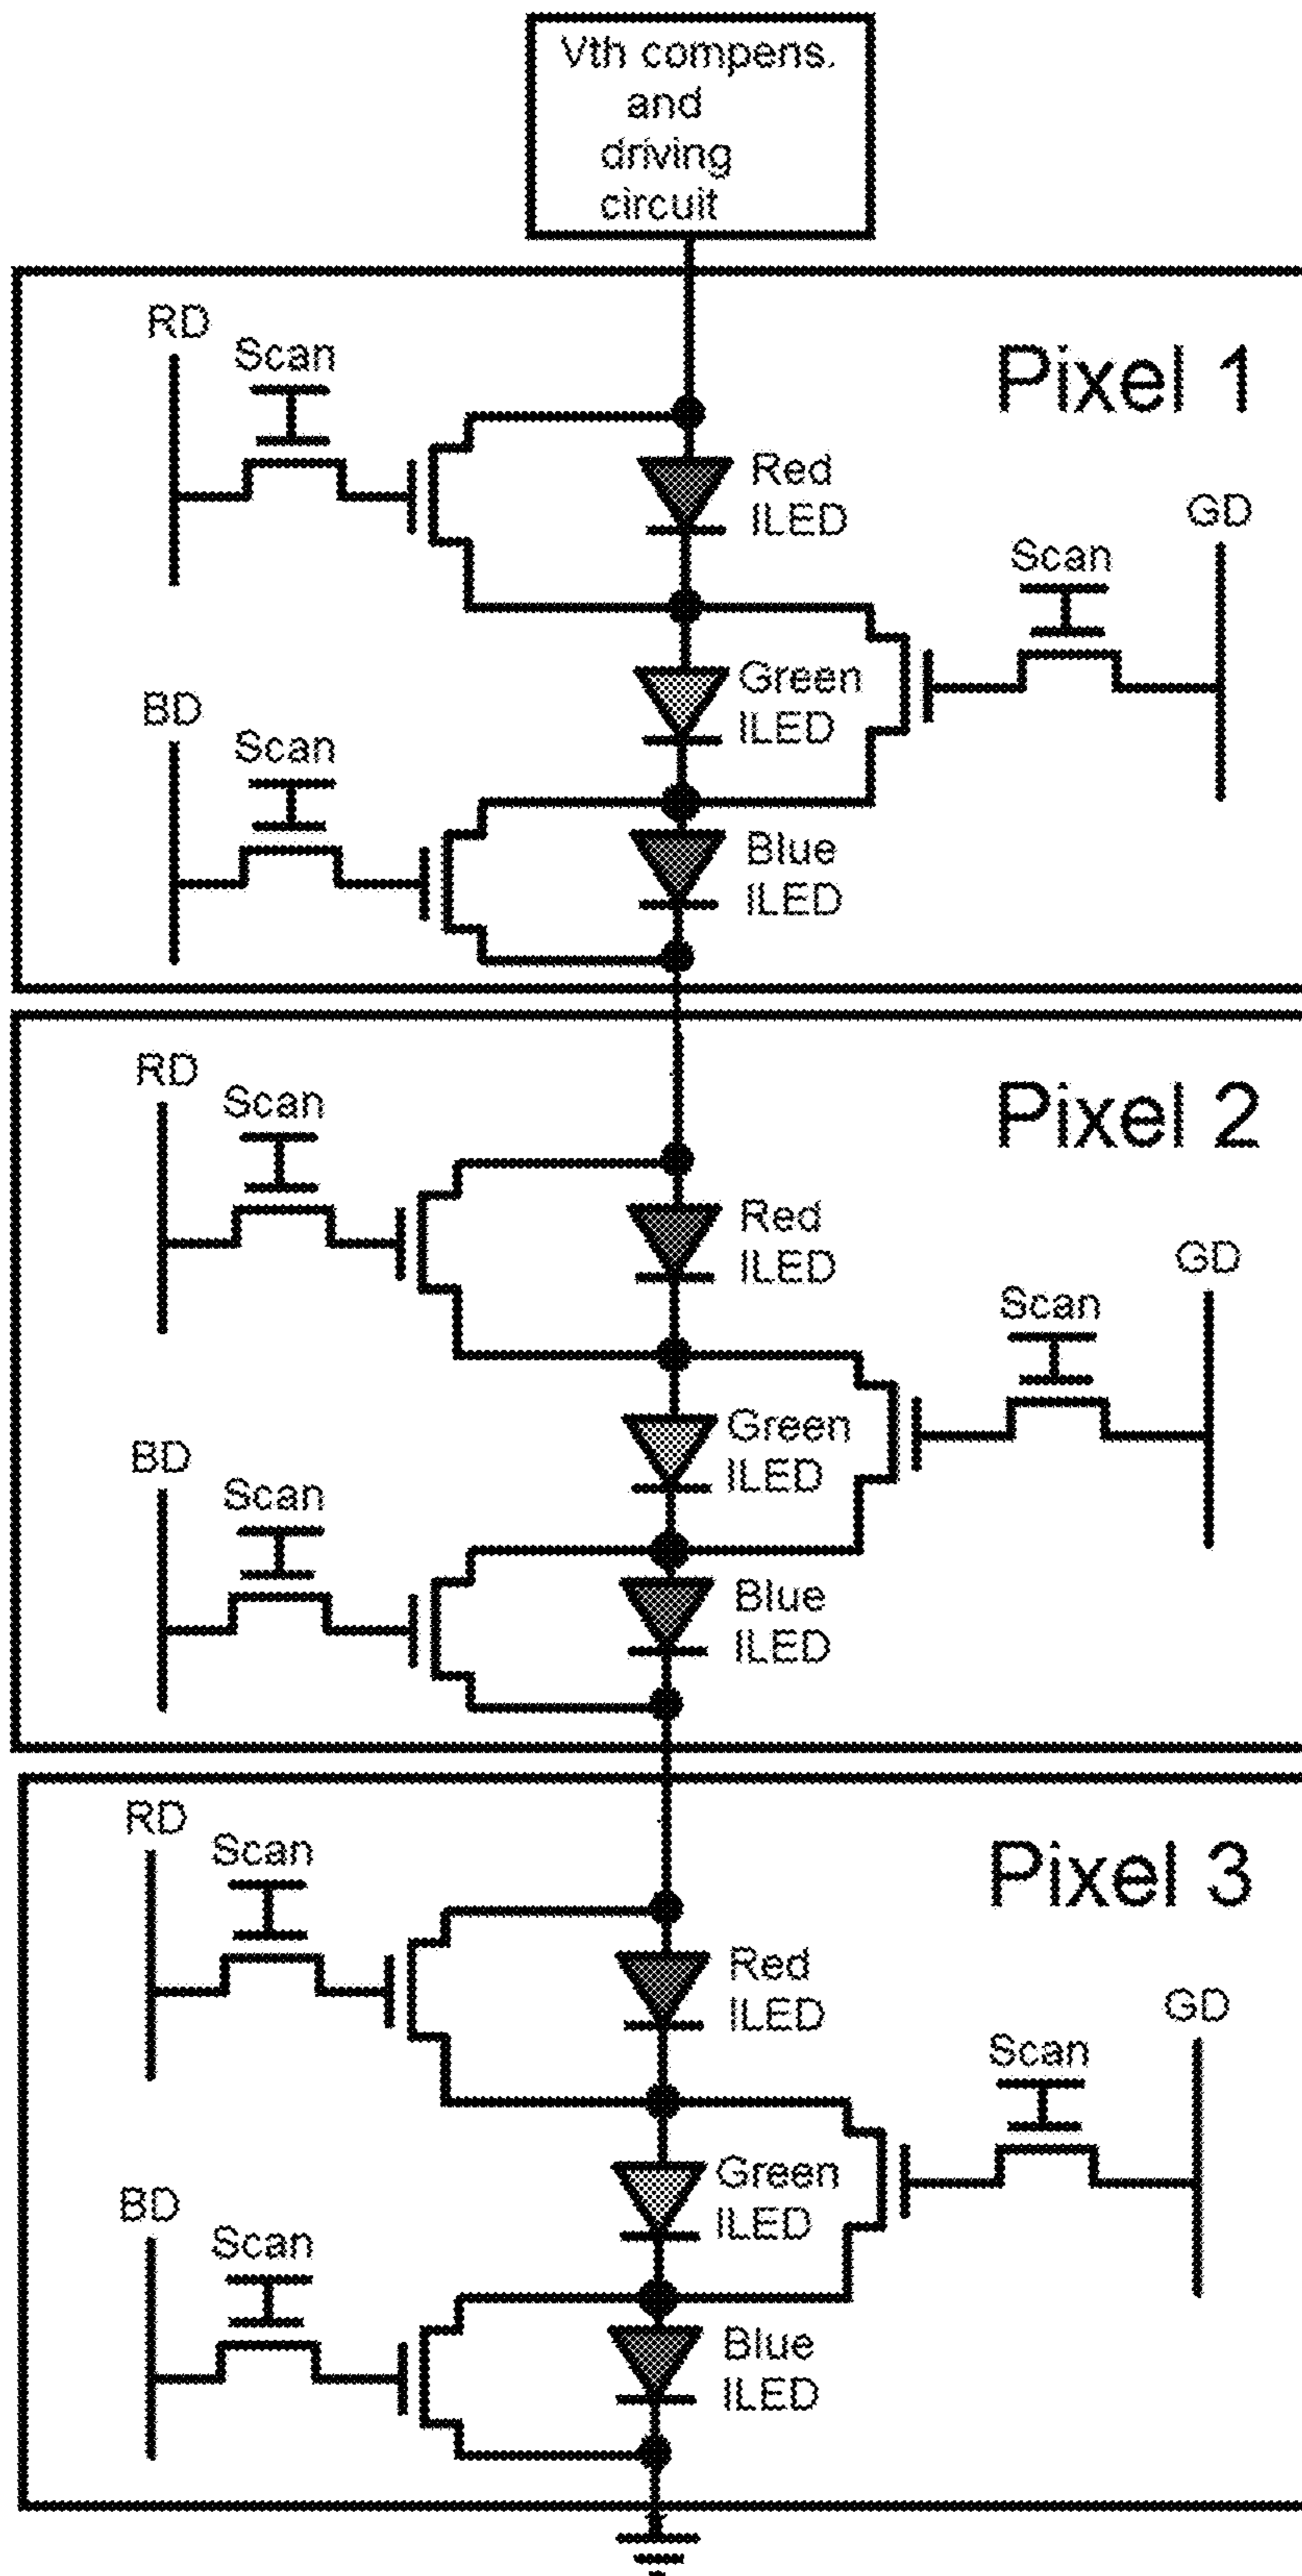 Vth compens.
and
driving
circuit
RD
Scan
Pixel 1
Red
ILED
GD
Scan
Green
ILED
BD
Scan
Blue
ILED
RD
Scan
Pixel 2
Red
ILED
GD
Scan
Green
ILED
BD
Scan
Blue
ILED
RD
Scan
Pixel 3
Red
ILED
GD
Scan
Green
ILED
BD
Scan
Blue
ILED